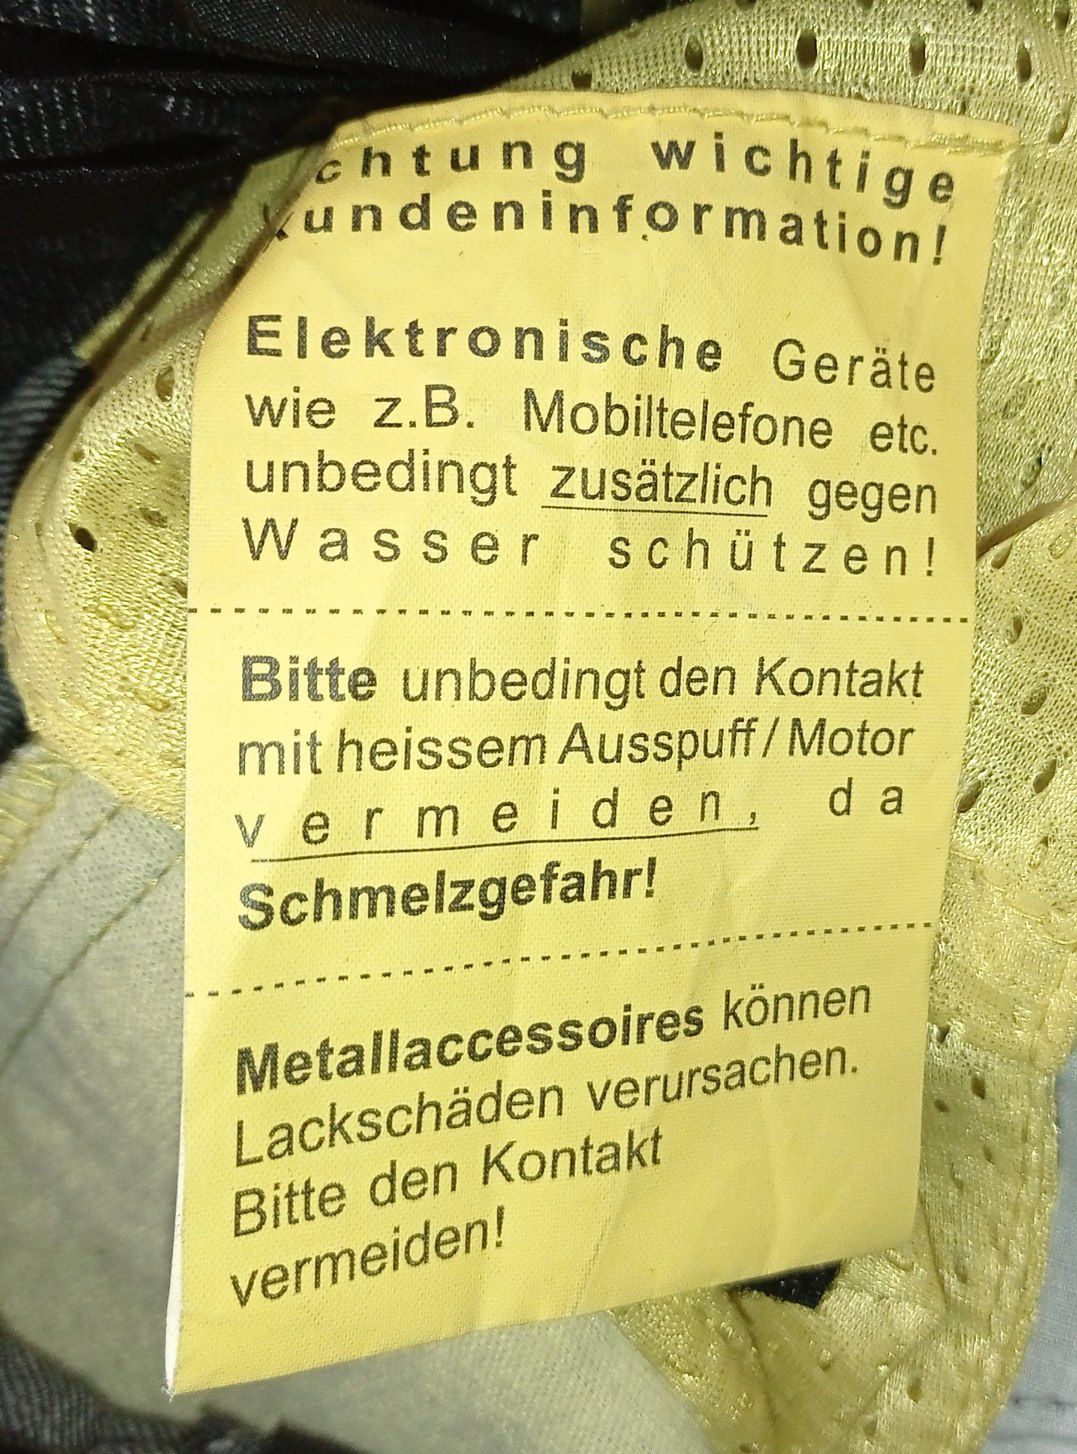 chtung wichtige
Kundeninformation!
Elektronische Geräte
wie z.B. Mobiltelefone etc.
unbedingt zusätzlich gegen
Wasser schützen!
Bitte unbedingt den Kontakt
mit heissem Ausspuff/Motor
vermeiden, da
Schmelzgefahr!
Metallaccessoires können
Lackschäden verursachen.
Bitte den Kontakt
vermeiden!